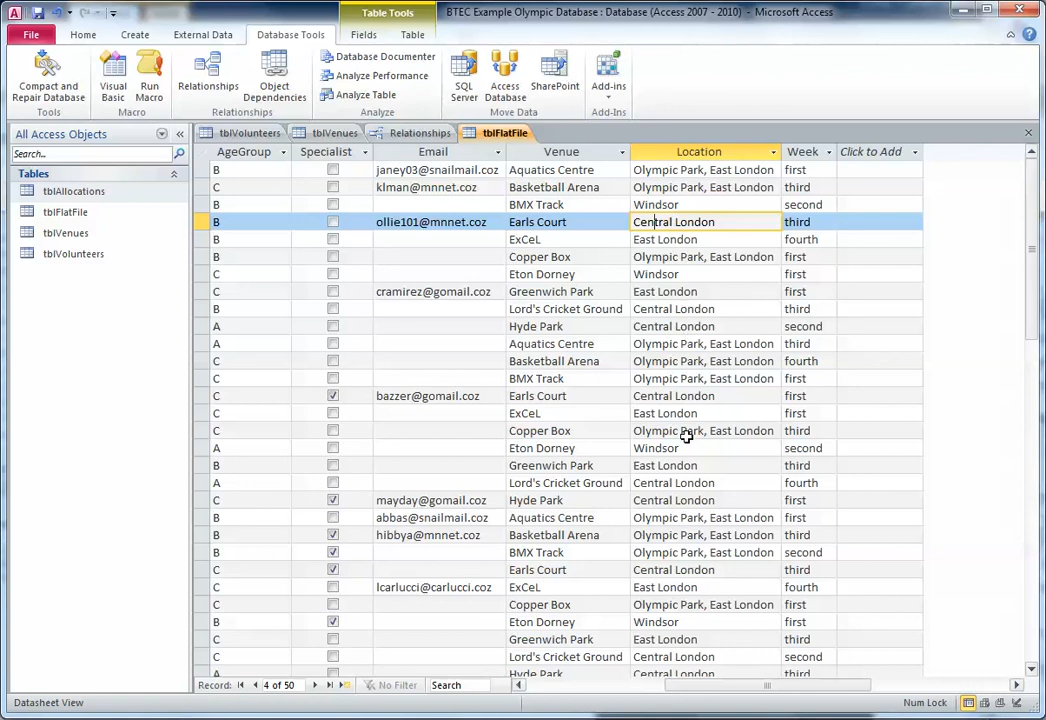 Table Tools
BTEC Example Olympic Database : Database (Access 2007 - 2010) - Microsoft Access
File Home Create External Data Database Tools Fields Table
Compact and Repair Database
Visual Basic
Run Macro
Relationships
Object Dependencies
Database Documenter
Analyze Performance
Analyze Table
SQL Server
Access Database
SharePoint
Add-ins
Tools Macro Relationships Analyze Move Data Add-Ins
All Access Objects
Search...
Tables
tblAllocations
tblFlatFile
tblVenues
tblVolunteers
tblVolunteers tblVenues Relationships tblFlatFile
AgeGroup Specialist Email Venue Location Week Click to Add
B janey03@snailmail.coz Aquatics Centre Olympic Park, East London first
C klman@mnnet.coz Basketball Arena Olympic Park, East London third
B BMX Track Windsor second
B ollie101@mnnet.coz Earls Court Central London third
B ExCeL East London fourth
B Copper Box Olympic Park, East London first
C Eton Dorney Windsor first
C cramirez@gomail.coz Greenwich Park East London first
B Lord's Cricket Ground Central London third
A Hyde Park Central London second
A Aquatics Centre Olympic Park, East London third
C Basketball Arena Olympic Park, East London fourth
C BMX Track Olympic Park, East London first
C bazzer@gomail.coz Earls Court Central London first
C ExCeL East London first
C Copper Box Olympic Park, East London third
A Eton Dorney Windsor second
B Greenwich Park East London third
A Lord's Cricket Ground Central London fourth
C mayday@gomail.coz Hyde Park Central London first
B abbas@snailmail.coz Aquatics Centre Olympic Park, East London first
B hibbya@mnnet.coz Basketball Arena Olympic Park, East London third
B BMX Track Olympic Park, East London second
C Earls Court Central London third
C lcarlucci@carlucci.coz ExCeL East London fourth
C Copper Box Olympic Park, East London first
B Eton Dorney Windsor first
C Greenwich Park East London third
C Lord's Cricket Ground Central London second
A Hyde Park Central London third
Record: 4 of 50 No Filter Search
Datasheet View Num Lock